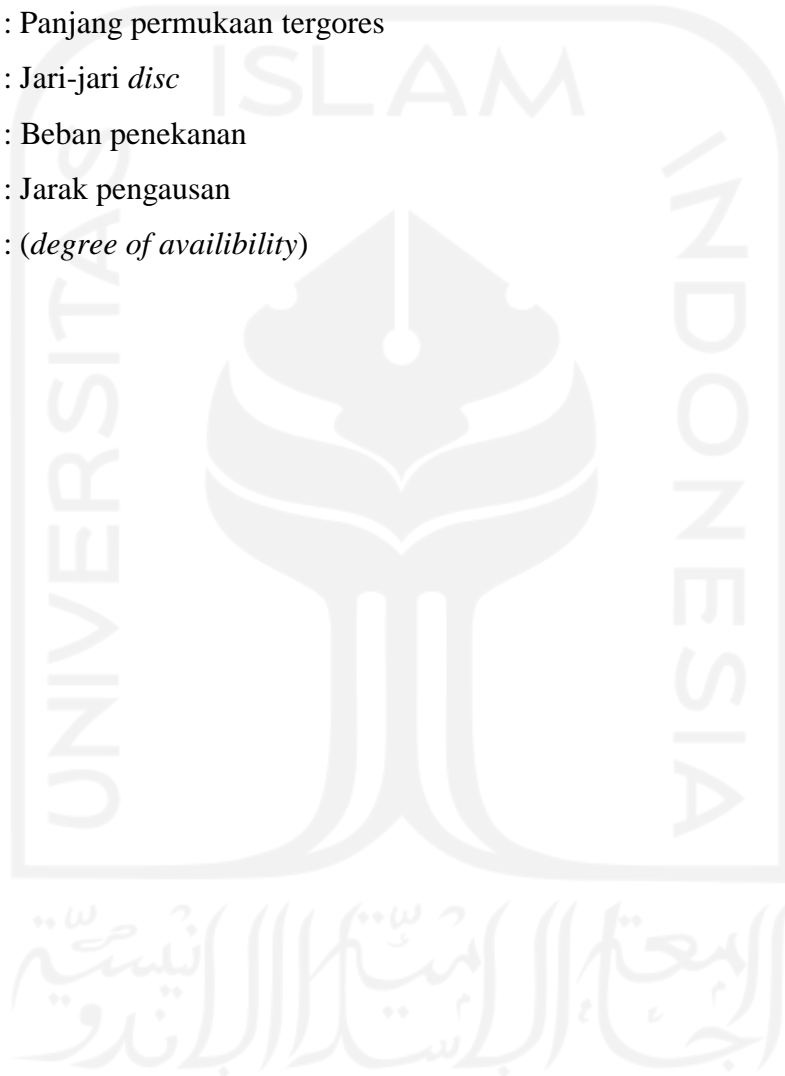 : Panjang permukaan tergores
: Jari-jari disc
: Beban penekanan
: Jarak pengausan
: (degree of availibility)
ISLAM
UNIVERSITAS
INDONESIA